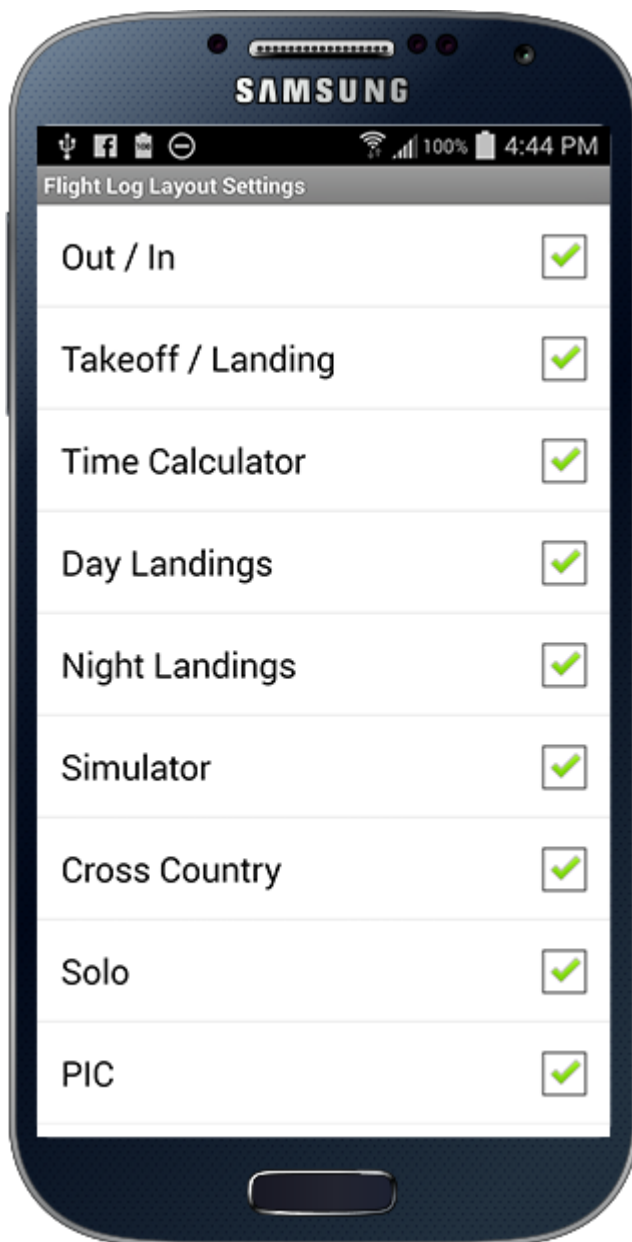 SAMSUNG
100% 4:44 PM
Flight Log Layout Settings
Out / In
Takeoff / Landing
Time Calculator
Day Landings
Night Landings
Simulator
Cross Country
Solo
PIC